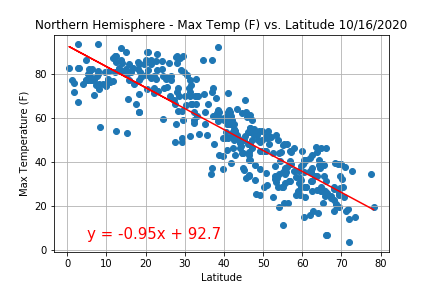 Northern Hemisphere - Max Temp (F) vs. Latitude 10/16/2020
Max Temperature (F)
80
60
40
20
0
y = -0.95x + 92.7
0 10 20 30 40 50 60 70 80
Latitude